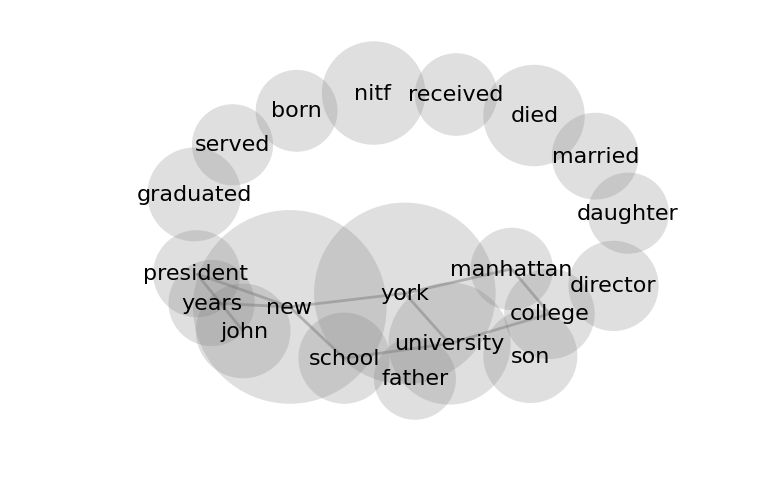 nitf
received
born
died
served
married
graduated
daughter
manhattan
president
director
york
years
new
college
john
university
school
son
father